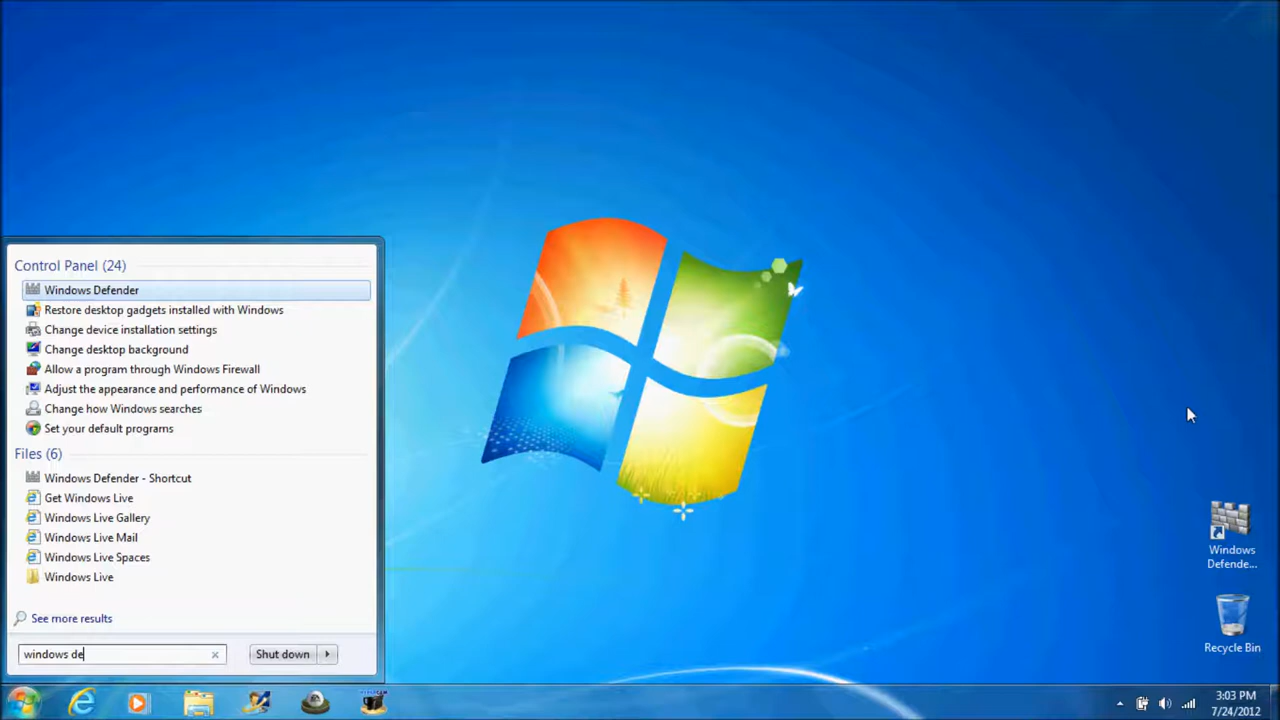 Control Panel (24)
Windows Defender
Restore desktop gadgets installed with Windows
Change device installation settings
Change desktop background
Allow a program through Windows Firewall
Adjust the appearance and performance of Windows
Change how Windows searches
Set your default programs
Files (6)
Windows Defender - Shortcut
Get Windows Live
Windows Live Gallery
Windows Live Mail
Windows Live Spaces
Windows Live
See more results
windows de
Shut down
Windows
Defende...
Recycle Bin
3:03 PM
7/24/2012